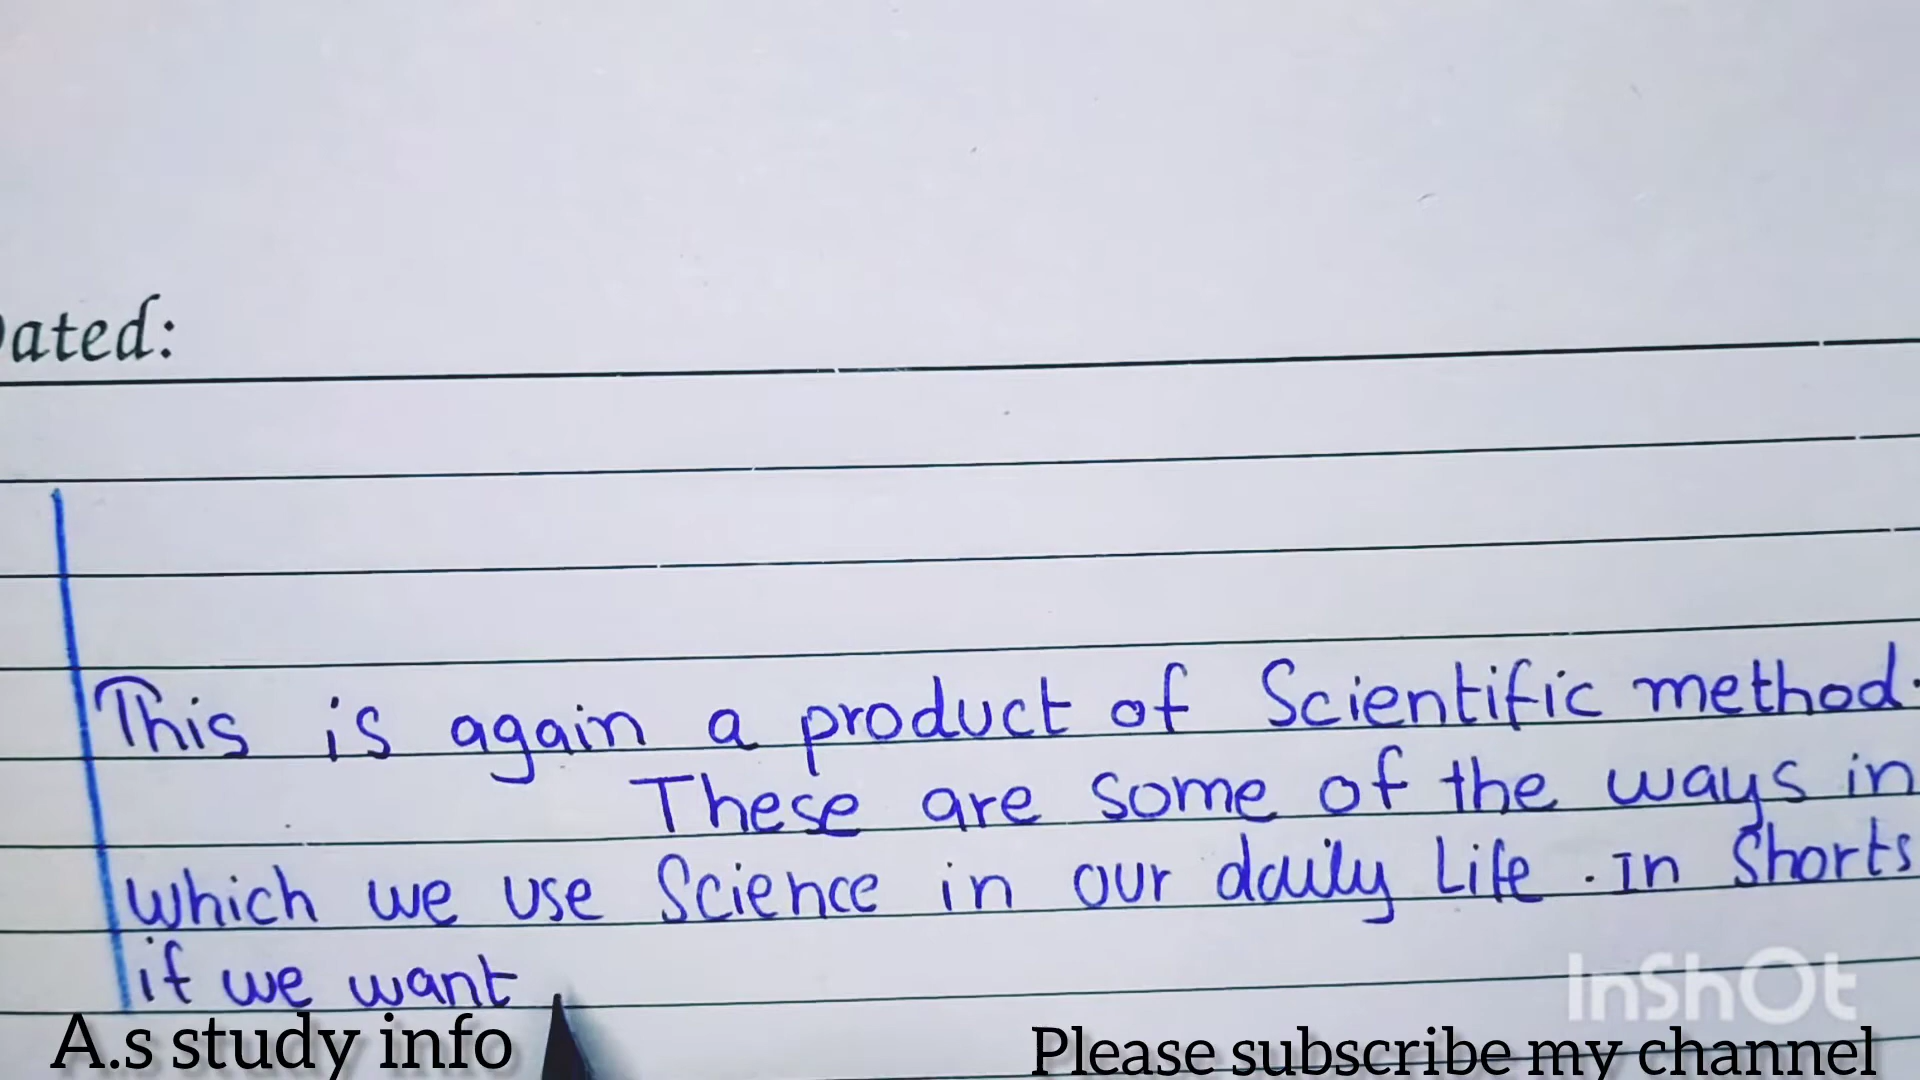 Dated:
This is again a product of Scientific method.
These are some of the ways in
which we use Science in our daily Life . In Shorts
if we want
InShOt
A.s study info
Please subscribe my channel